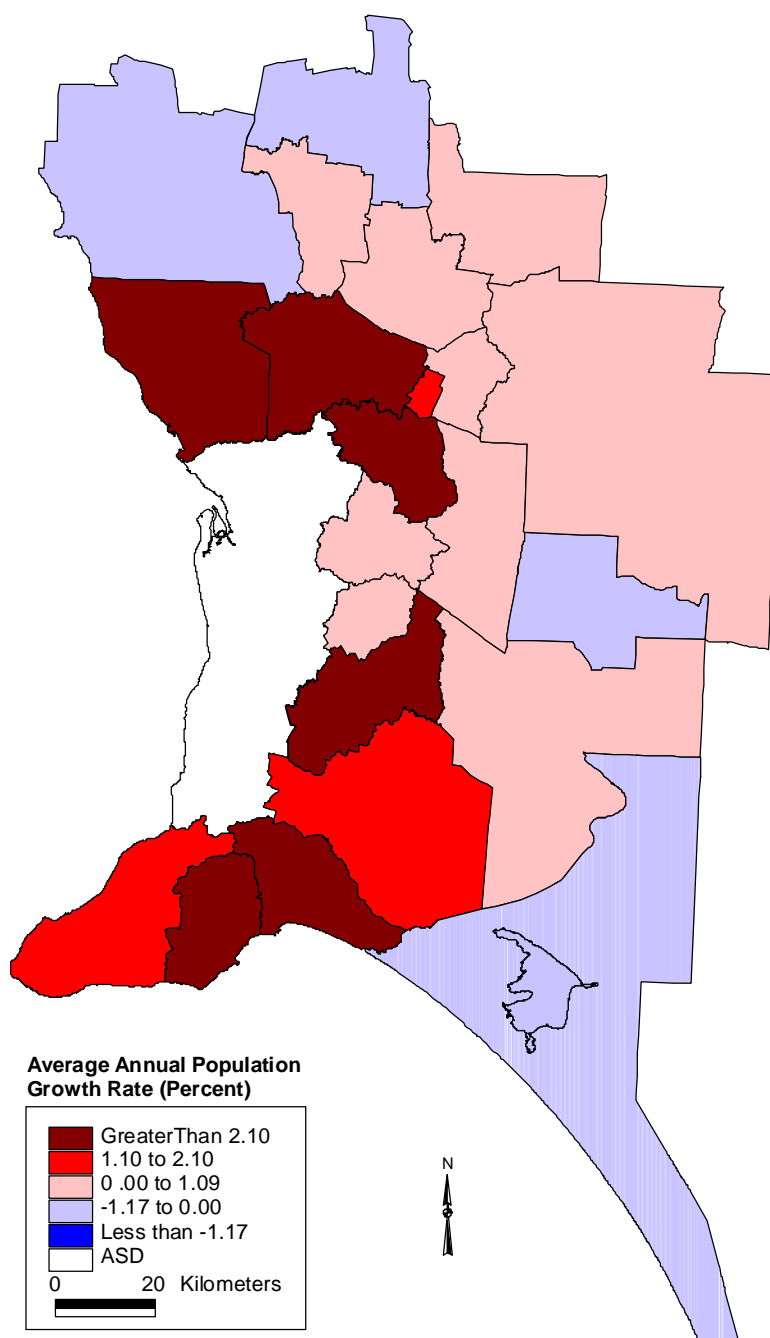 Average Annual Population
Growth Rate (Percent)
GreaterThan 2.10
1.10 to 2.10
0 .00 to 1.09
-1.17 to 0.00
Less than -1.17
ASD
0 20 Kilometers
N